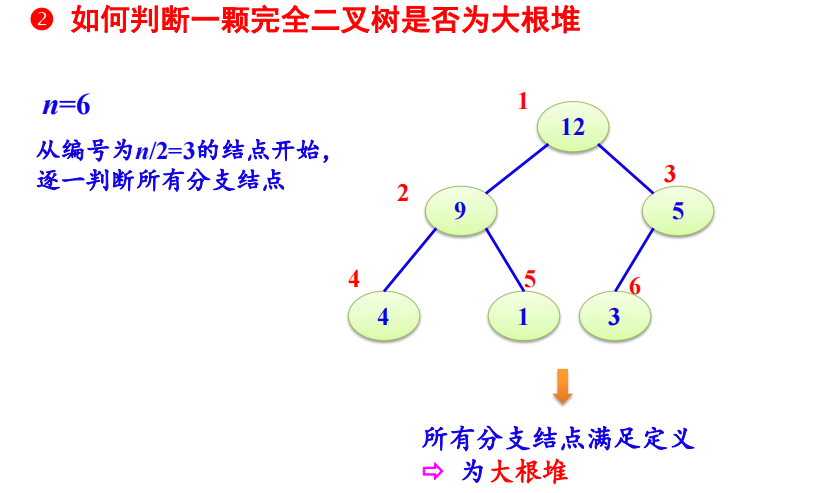 ❷ 如何判断一颗完全二叉树是否为大根堆
n=6
从编号为n/2=3的结点开始，
逐一判断所有分支结点
1
12
2
9
3
5
4
4
5
1
6
3
所有分支结点满足定义
⇨ 为大根堆